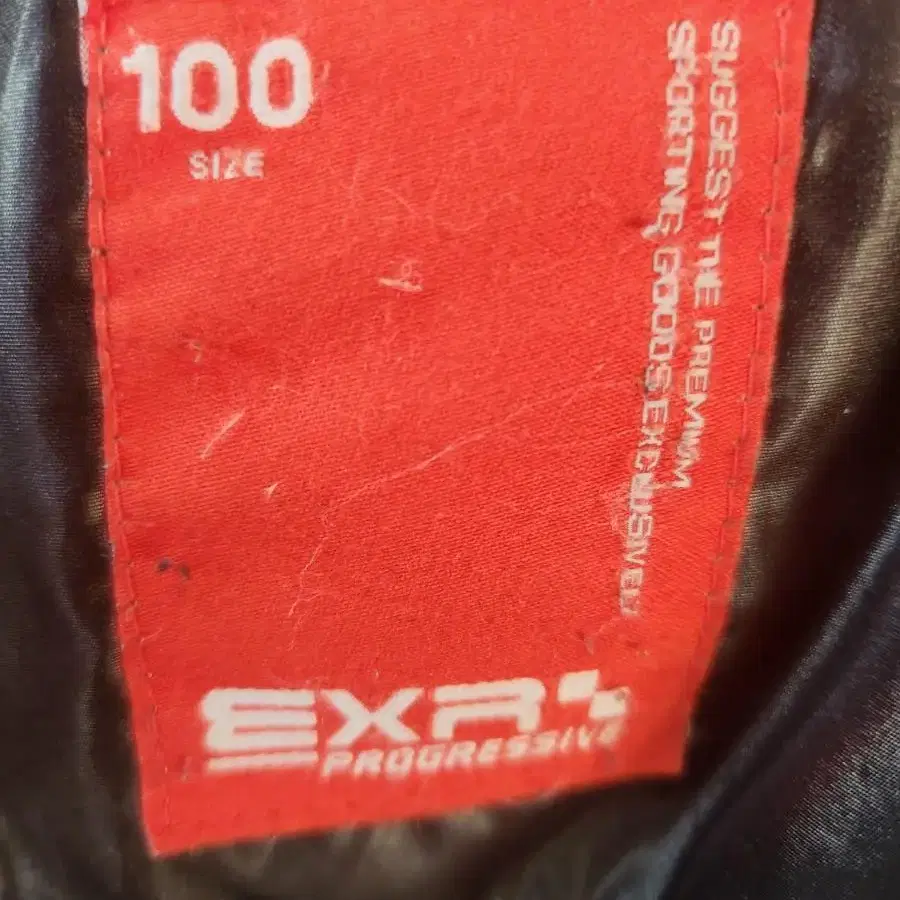 100
SIZE
SUGGEST THE PREMIUM
SPORTING GOODS EXCLUSIVELY
EXR
PROGRESSIVE